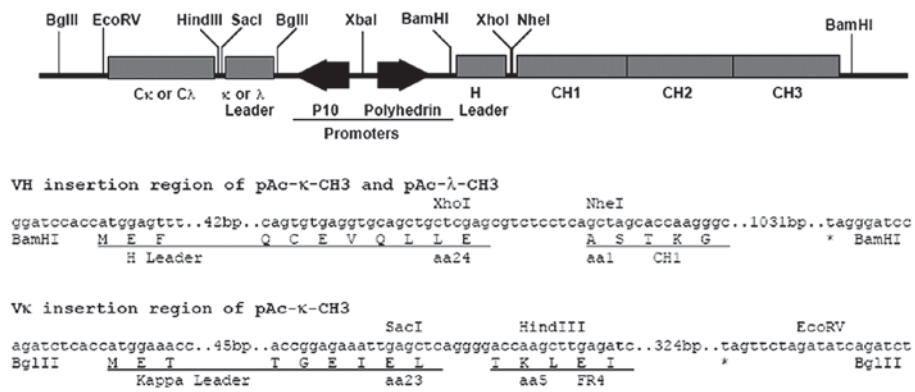 BglII EcoRV HindIII SacI BglII XbaI BamHI XhoI NheI BamHI
Cκ or Cλ κ or λ Leader P10 Polyhedrin H Leader CH1 CH2 CH3
Promoters
VH insertion region of pAc-κ-CH3 and pAc-λ-CH3
XhoI NheI
ggatccaccatggagttt..42bp..cagtgtgaggtgcagctgctcgagcgtctcctcagctagcaccaagggc..1031bp..tagggatcc
BamHI M E F Q C E V Q L L E A S T K G * BamHI
H Leader aa24 aa1 CH1
Vκ insertion region of pAc-κ-CH3
SacI HindIII EcoRV
agatctcaccatggaaacc..45bp..accggagaaattgagctcaggggaccaagcttgagatc..324bp..tagttctagatatcagatct
BglII M E T T G E I E L T K L E I * BglII
Kappa Leader aa23 aa5 FR4